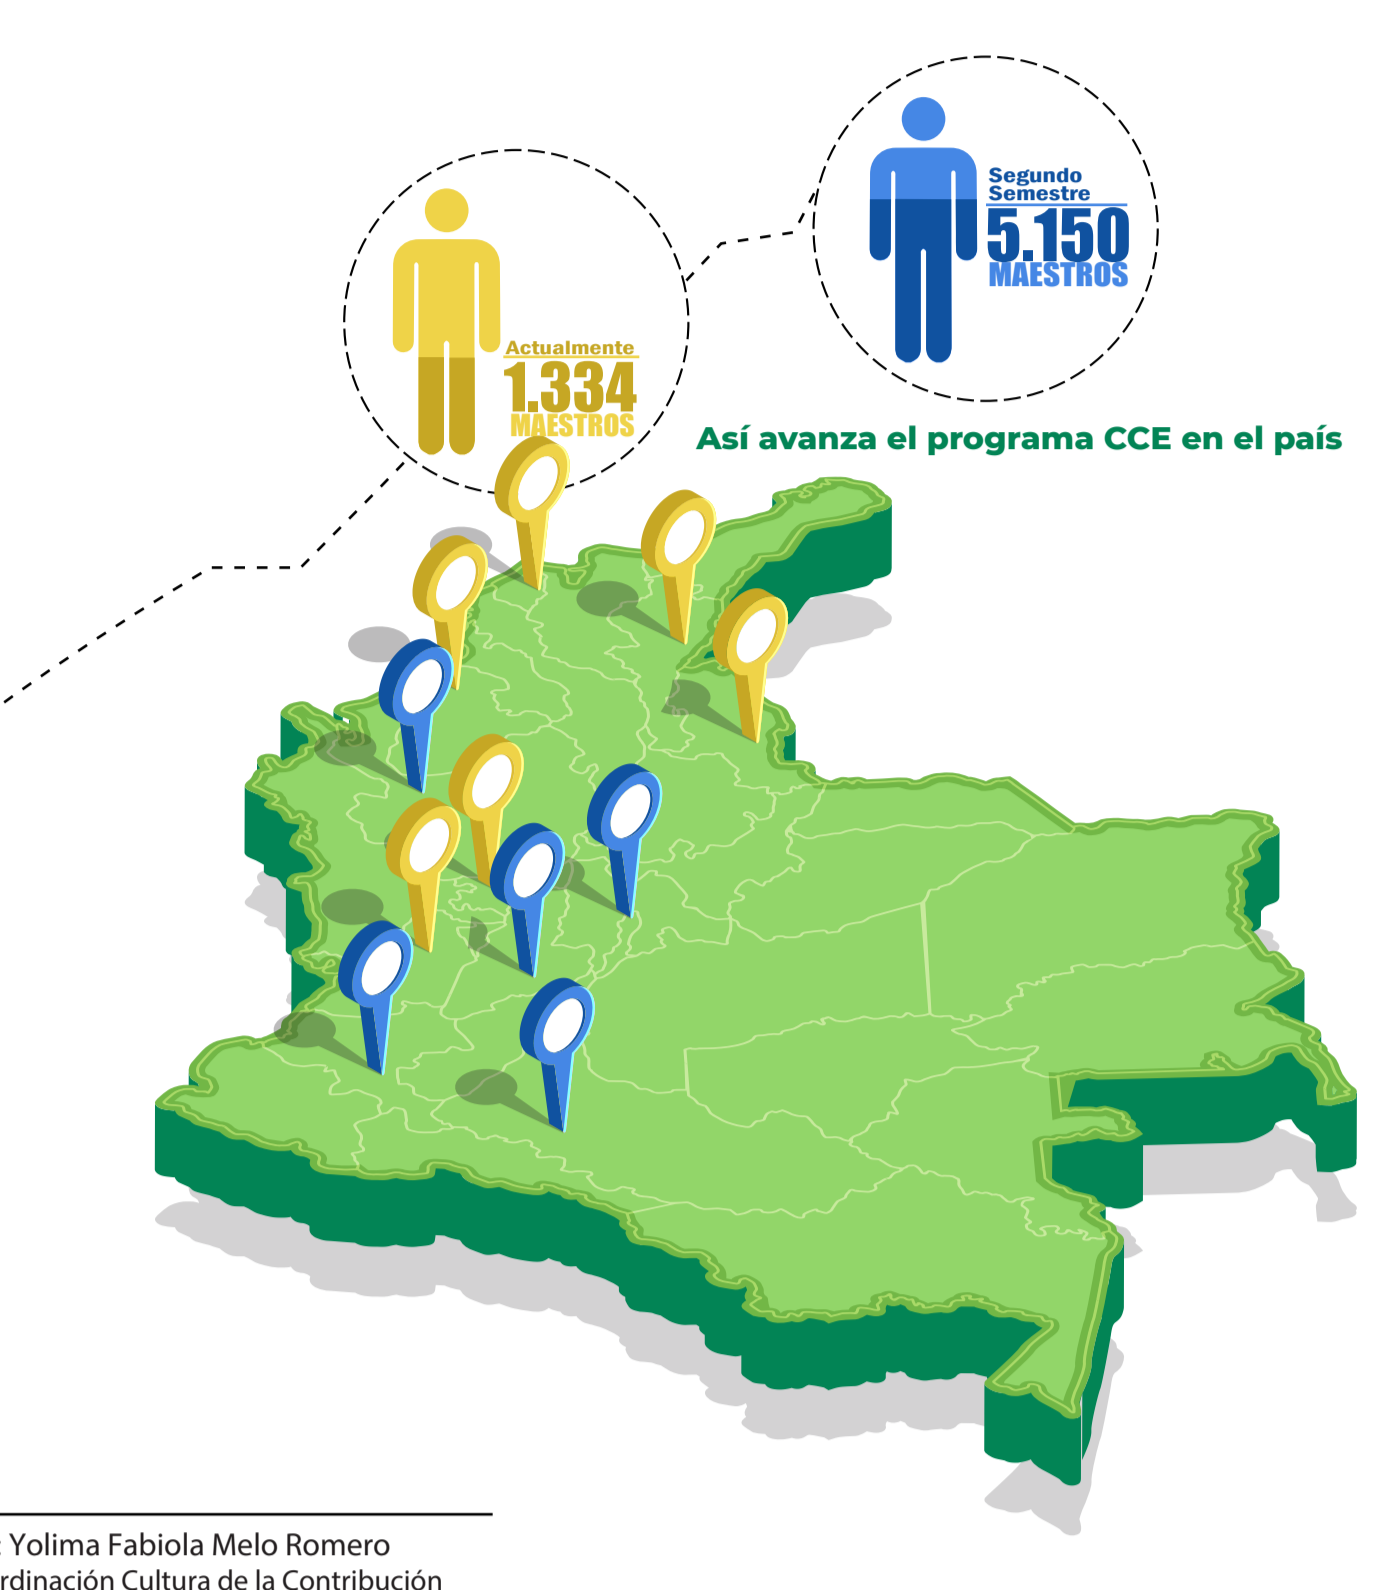 Segundo
Semestre
5.150
MAESTROS
Actualmente
1.334
MAESTROS
Así avanza el programa CCE en el país
: Yolima Fabiola Melo Romero
rdinación Cultura de la Contribución